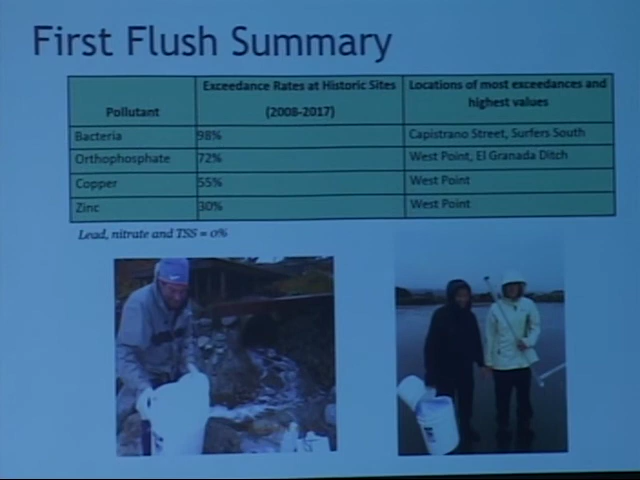 First Flush Summary
Pollutant
Exceedance Rates at Historic Sites
(2008-2017)
Locations of most exceedances and
highest values
Bacteria 98% Capistrano Street, Surfers South
Orthophosphate 72% West Point, El Granada Ditch
Copper 55% West Point
Zinc 30% West Point
Lead, nitrate and TSS = 0%